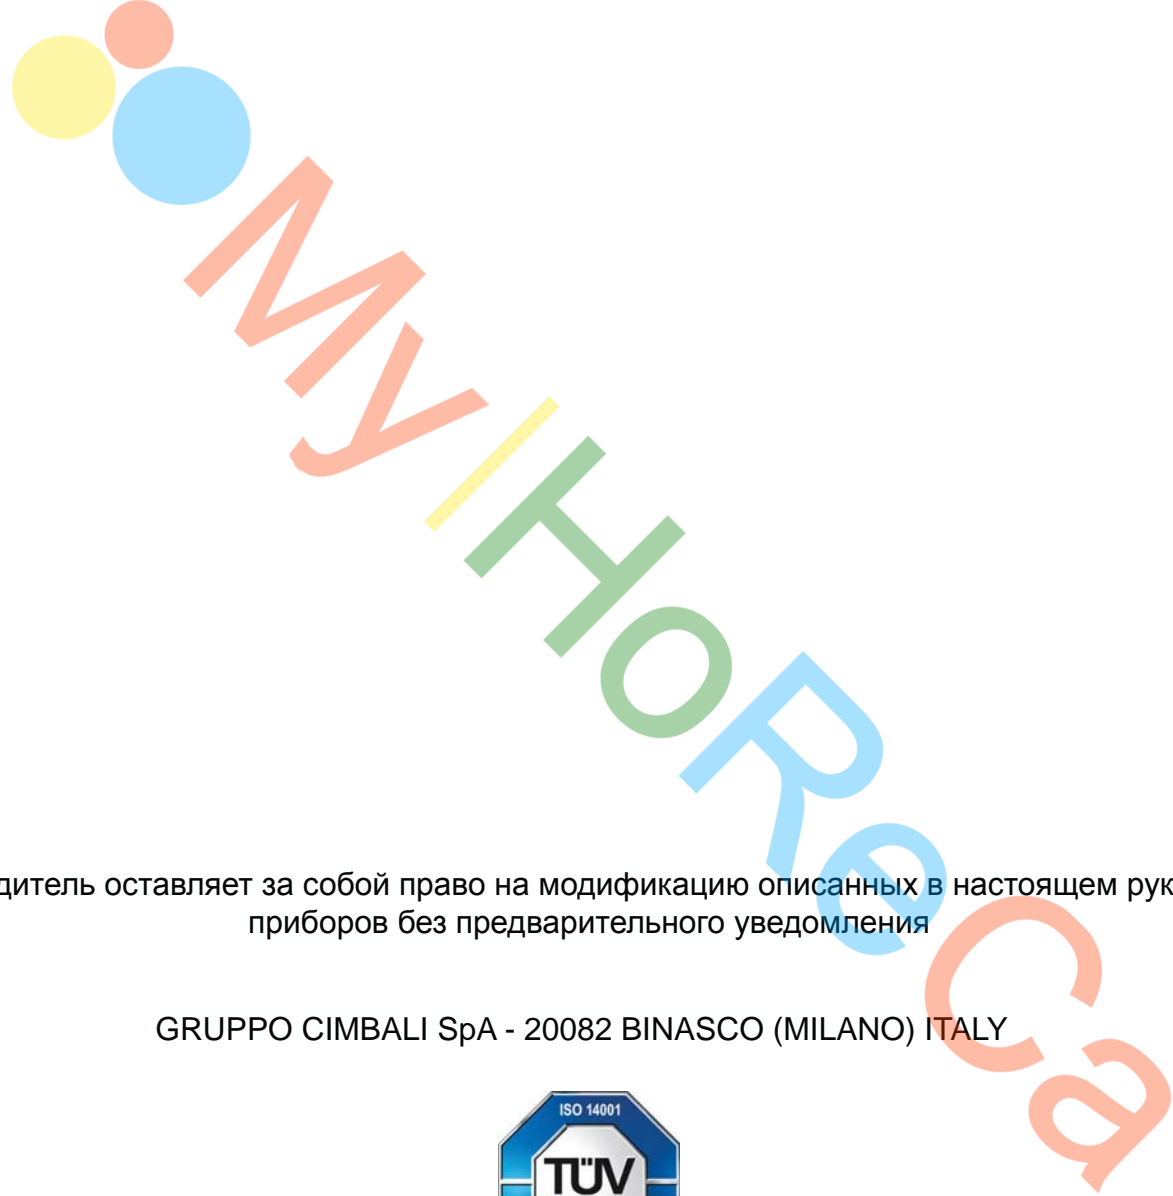 MyIHoReCa
дитель оставляет за собой право на модификацию описанных в настоящем рук
приборов без предварительного уведомления
GRUPPO CIMBALI SpA - 20082 BINASCO (MILANO) ITALY
ISO 14001
TÜV